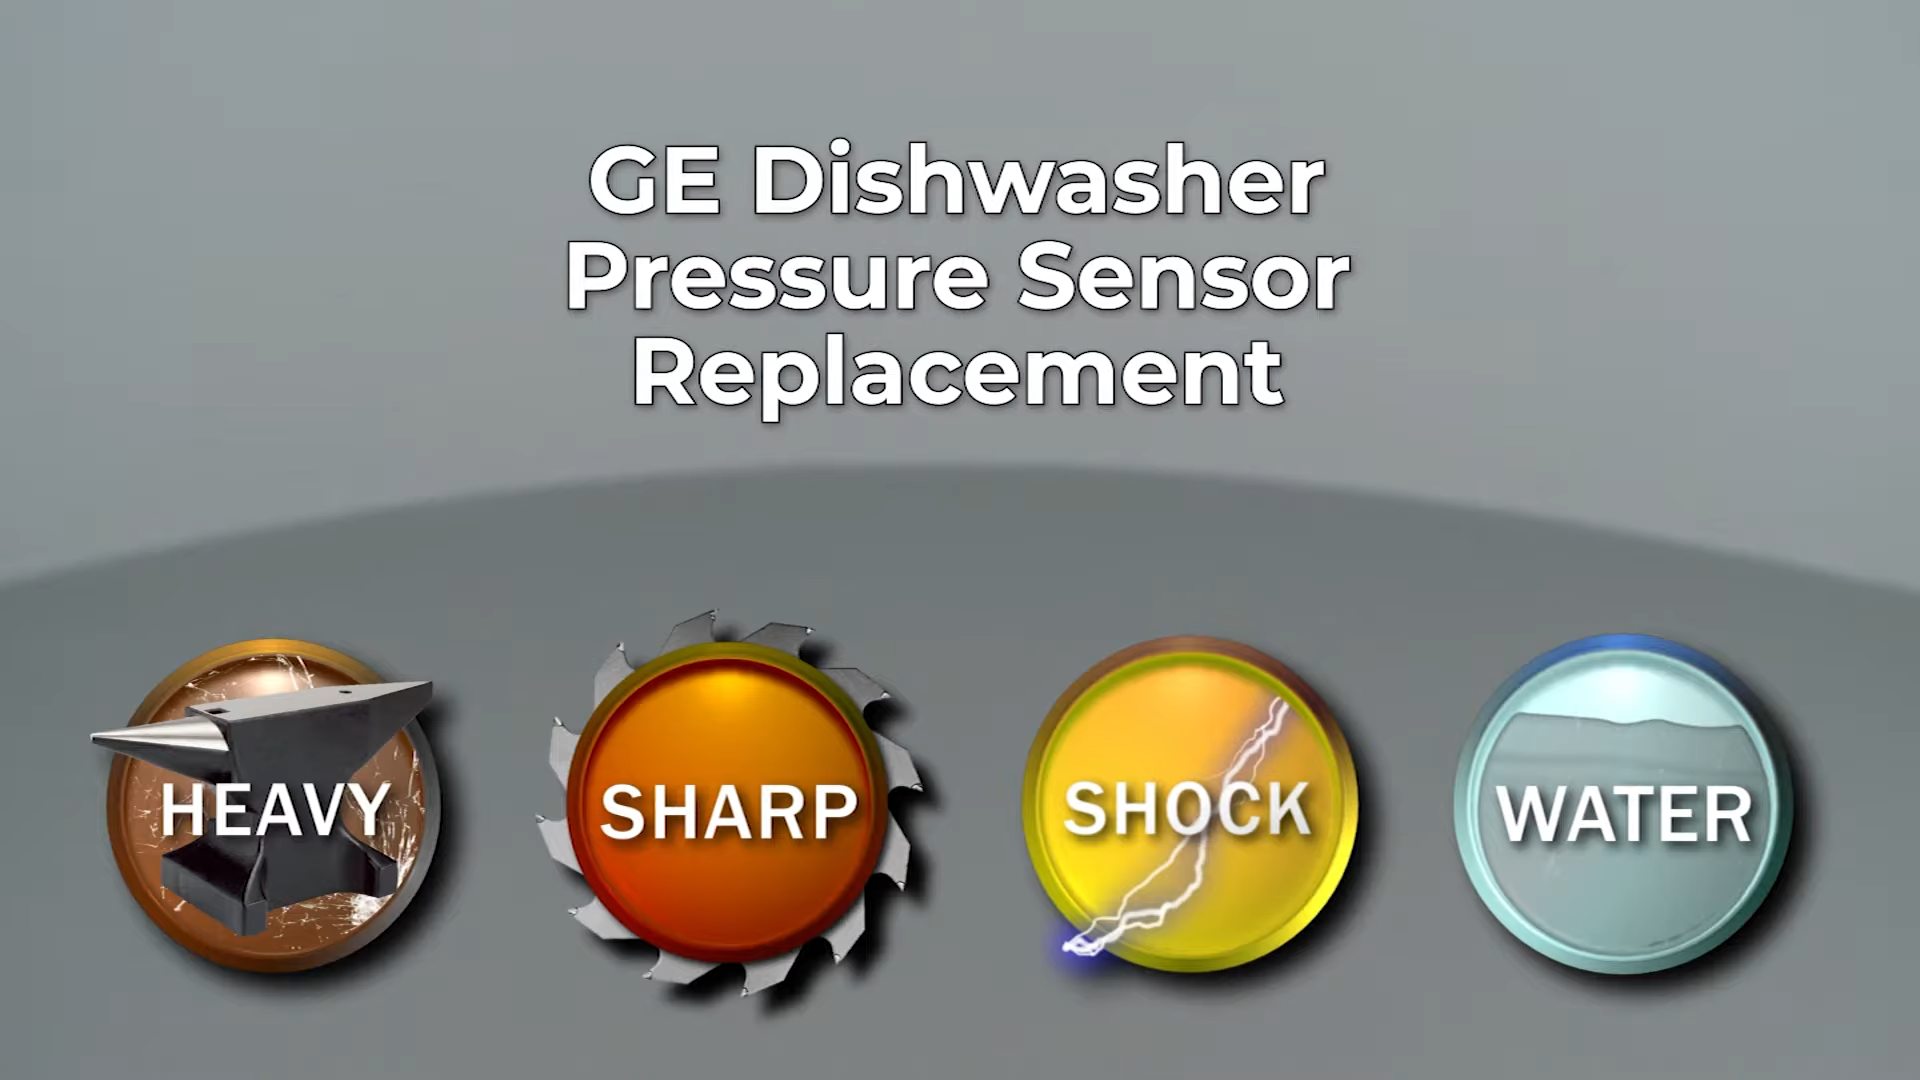 GE Dishwasher
Pressure Sensor
Replacement
HEAVY
SHARP
SHOCK
WATER